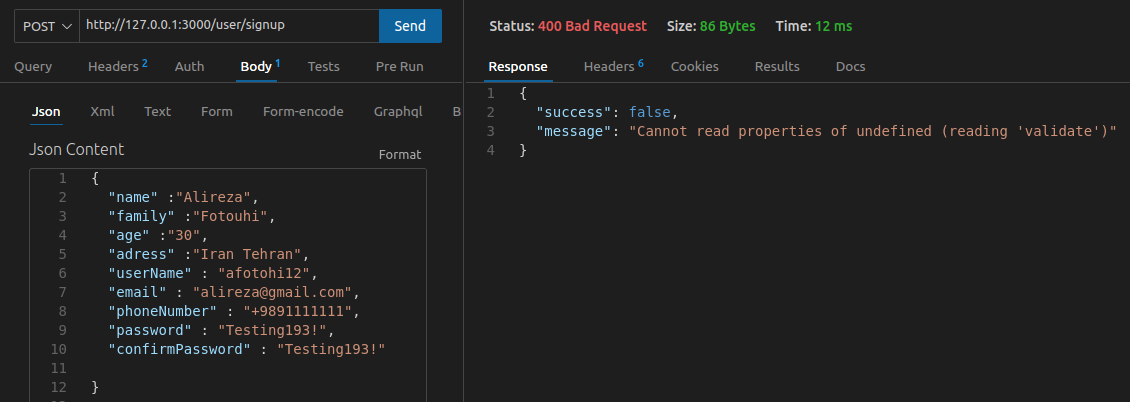 POST http://127.0.0.1:3000/user/signup Send
Query Headers 2 Auth Body 1 Tests Pre Run
Json Xml Text Form Form-encode Graphql B
Json Content Format
1 {
2 "name" :"Alireza",
3 "family" :"Fotouhi",
4 "age" :"30",
5 "adress" :"Iran Tehran",
6 "userName" : "afotohi12",
7 "email" : "alireza@gmail.com",
8 "phoneNumber" : "+9891111111",
9 "password" : "Testing193!",
10 "confirmPassword" : "Testing193!"
11
12 }
Status: 400 Bad Request Size: 86 Bytes Time: 12 ms
Response Headers 6 Cookies Results Docs
1 {
2 "success": false,
3 "message": "Cannot read properties of undefined (reading 'validate')"
4 }